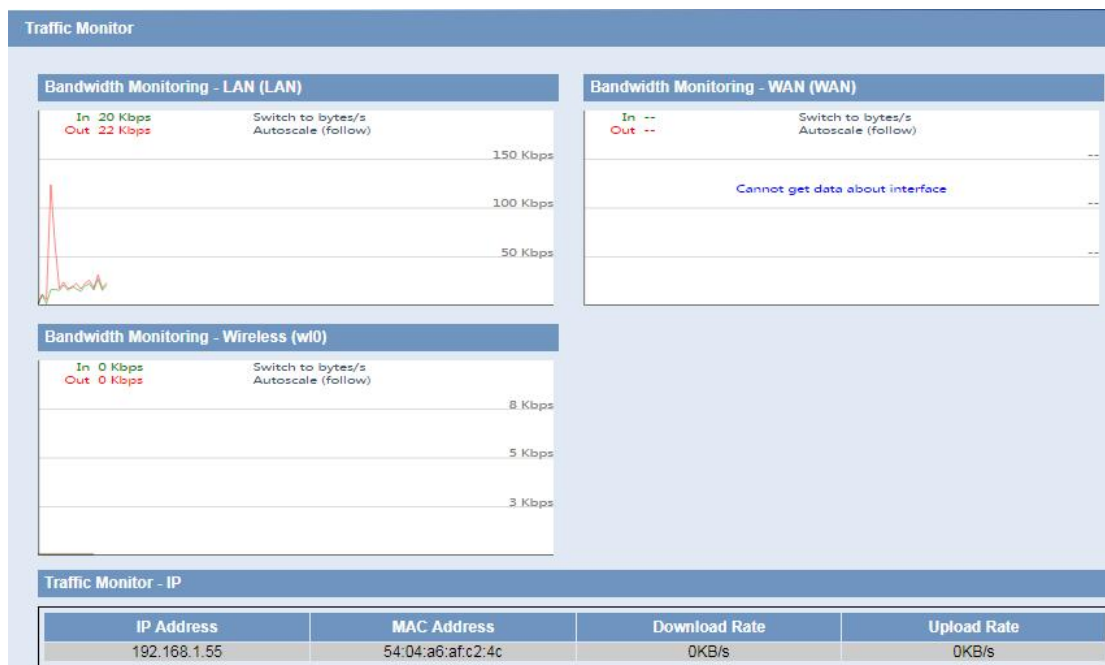 Traffic Monitor
Bandwidth Monitoring - LAN (LAN)
In 20 Kbps
Out 22 Kbps
Switch to bytes/s
Autoscale (follow)
150 Kbps
100 Kbps
50 Kbps
Bandwidth Monitoring - WAN (WAN)
In --
Out --
Switch to bytes/s
Autoscale (follow)
--
Cannot get data about interface
--
--
Bandwidth Monitoring - Wireless (wl0)
In 0 Kbps
Out 0 Kbps
Switch to bytes/s
Autoscale (follow)
8 Kbps
5 Kbps
3 Kbps
Traffic Monitor - IP
IP Address MAC Address Download Rate Upload Rate
192.168.1.55 54:04:a6:af:c2:4c 0KB/s 0KB/s